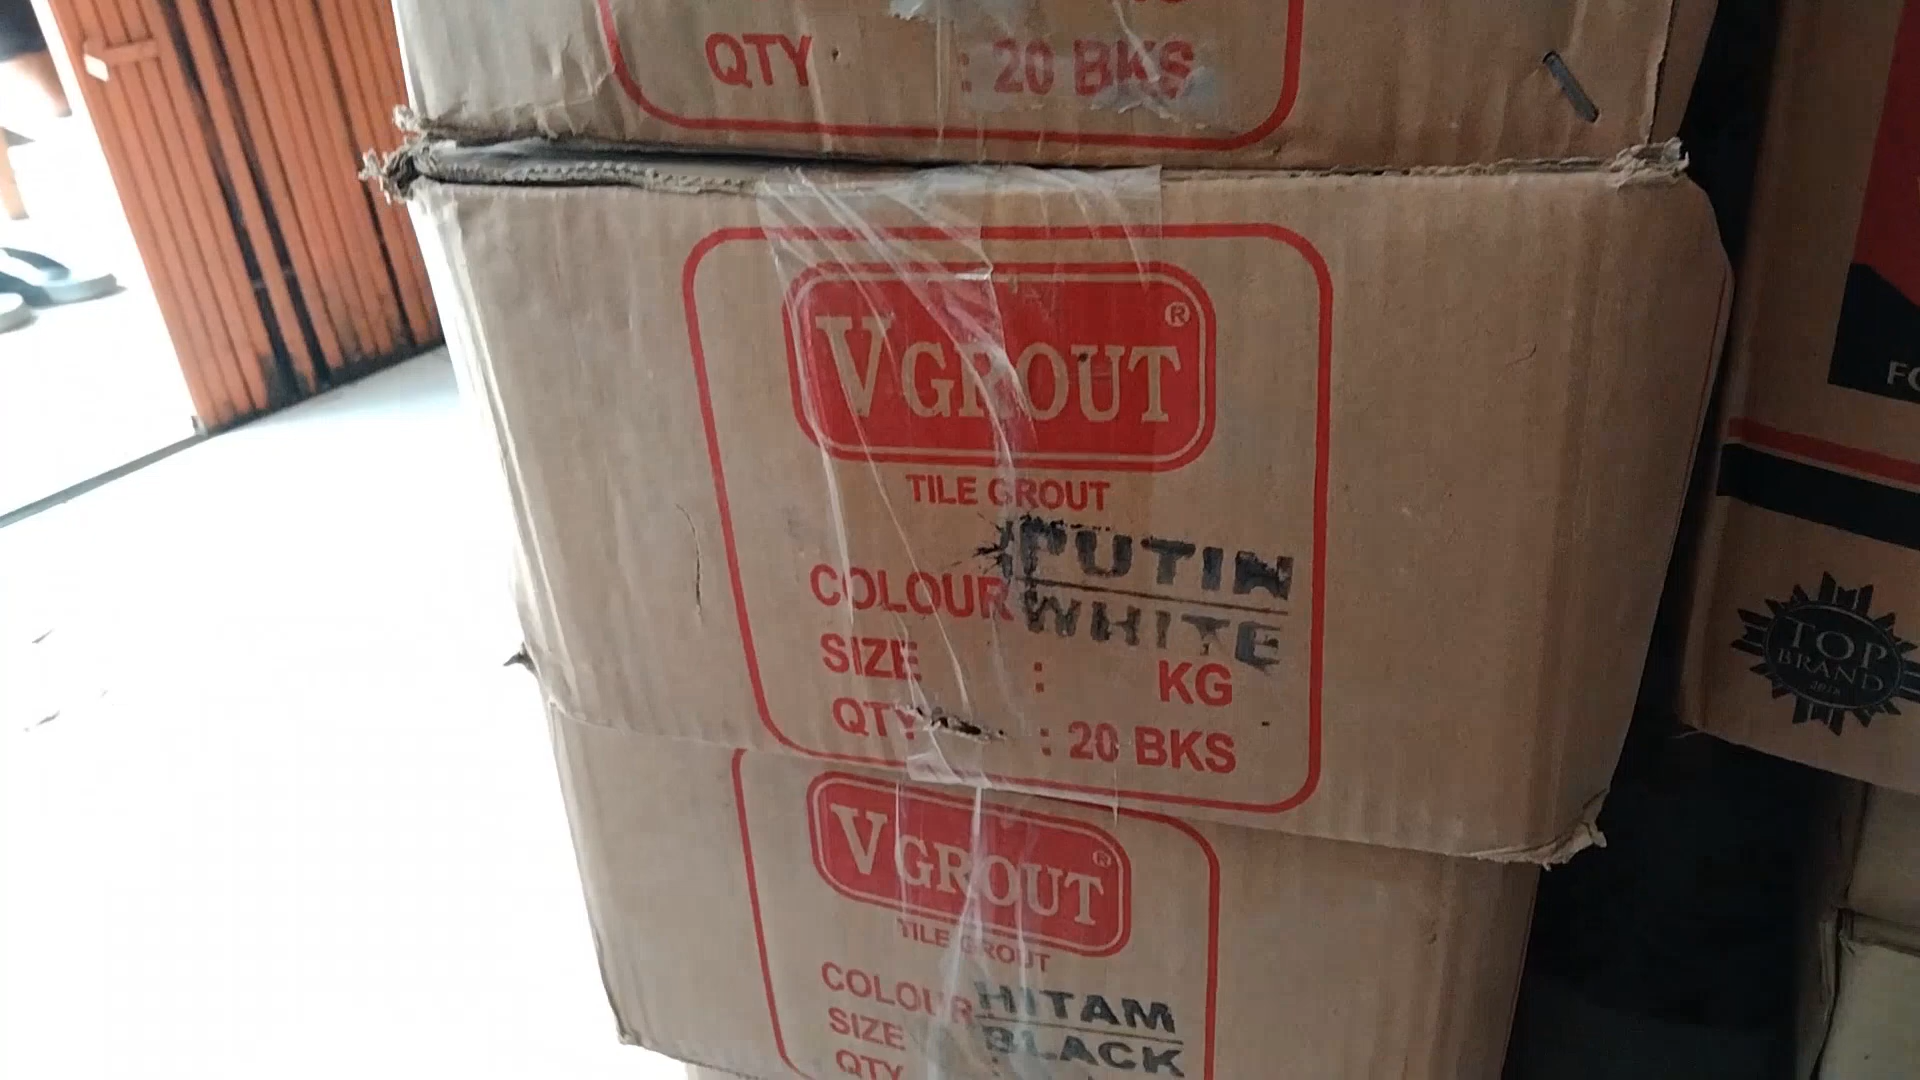 QTY : 20 BKS
VGROUT ®
TILE GROUT
PUTIH
COLOUR
WHITE
SIZE : KG
QTY : 20 BKS
VGROUT ®
TILE GROUT
HITAM
COLOUR
BLACK
SIZE
QTY
TOP
BRAND